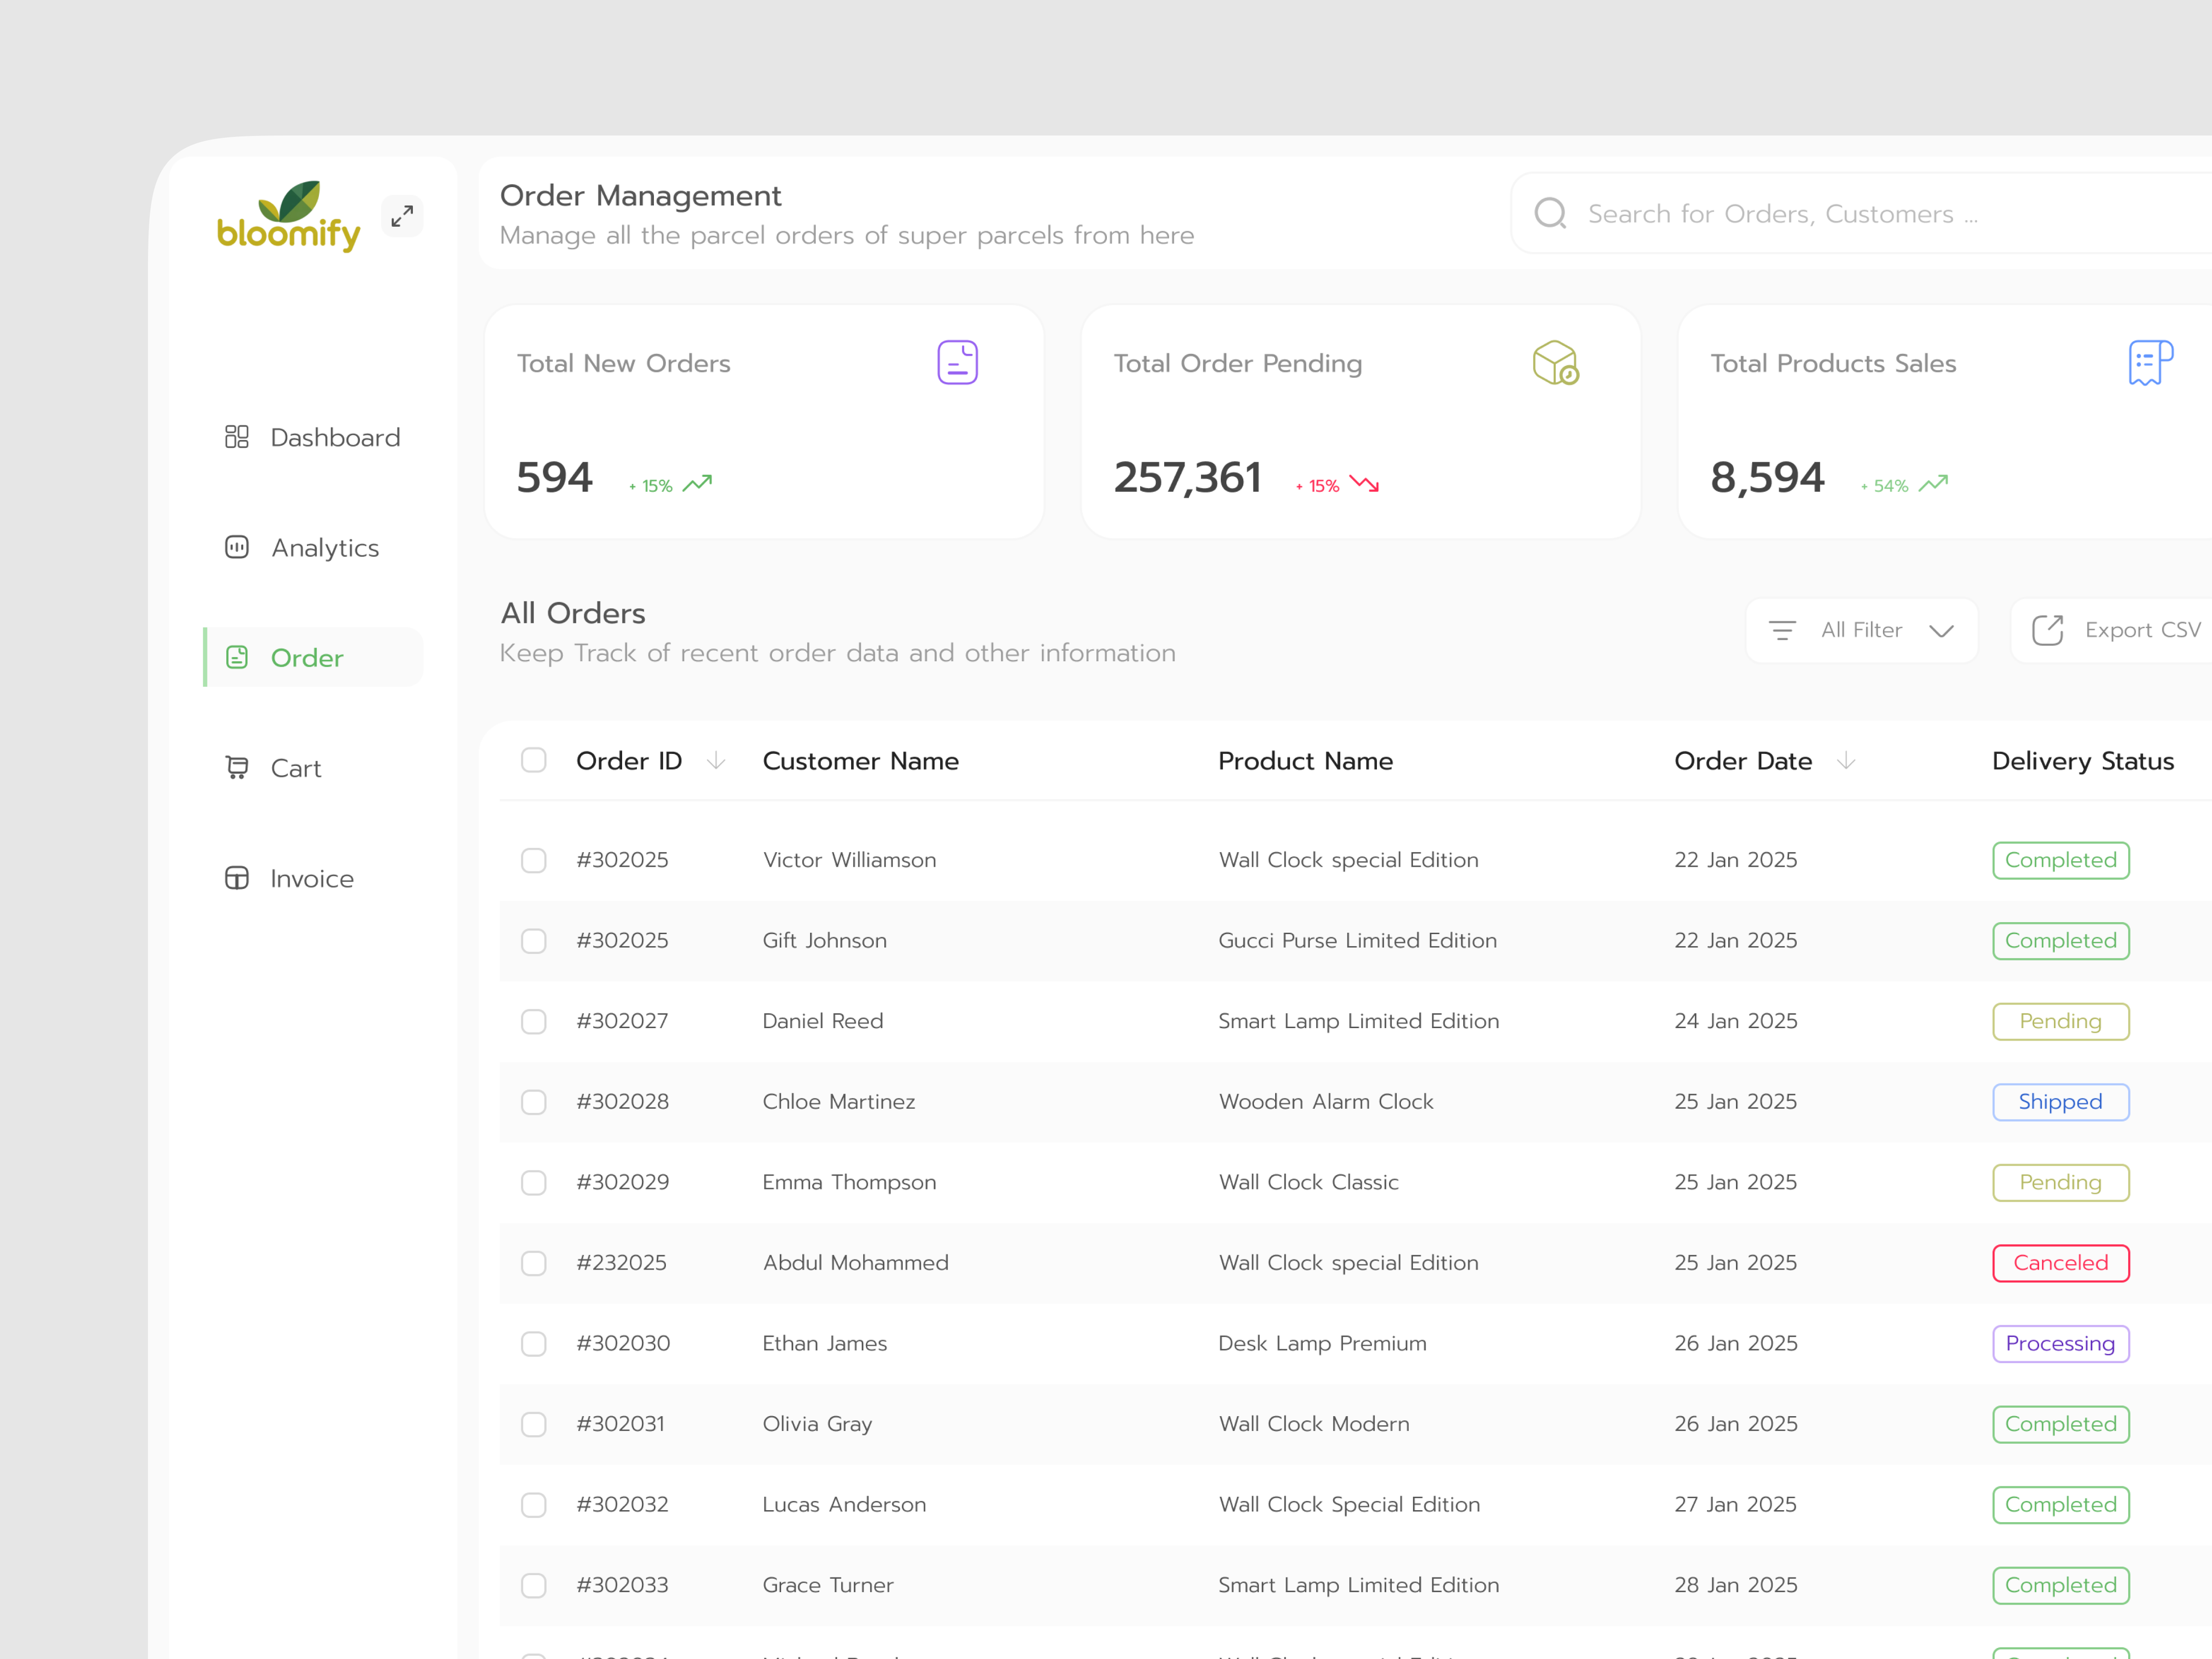 bloomify
Order Management
Manage all the parcel orders of super parcels from here
Search for Orders, Customers ...
Dashboard
Analytics
Order
Cart
Invoice
Total New Orders
594 + 15%
Total Order Pending
257,361 + 15%
Total Products Sales
8,594 + 54%
All Orders
Keep Track of recent order data and other information
All Filter
Export CSV
Order ID Customer Name Product Name Order Date Delivery Status
#302025 Victor Williamson Wall Clock special Edition 22 Jan 2025 Completed
#302025 Gift Johnson Gucci Purse Limited Edition 22 Jan 2025 Completed
#302027 Daniel Reed Smart Lamp Limited Edition 24 Jan 2025 Pending
#302028 Chloe Martinez Wooden Alarm Clock 25 Jan 2025 Shipped
#302029 Emma Thompson Wall Clock Classic 25 Jan 2025 Pending
#232025 Abdul Mohammed Wall Clock special Edition 25 Jan 2025 Canceled
#302030 Ethan James Desk Lamp Premium 26 Jan 2025 Processing
#302031 Olivia Gray Wall Clock Modern 26 Jan 2025 Completed
#302032 Lucas Anderson Wall Clock Special Edition 27 Jan 2025 Completed
#302033 Grace Turner Smart Lamp Limited Edition 28 Jan 2025 Completed